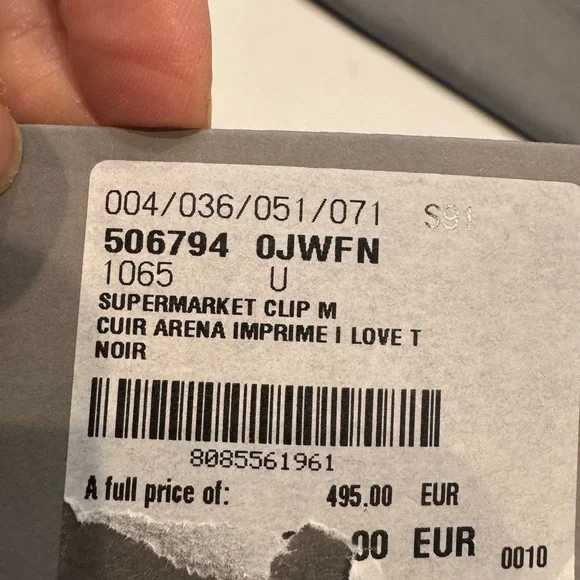 004/036/051/071 S91
506794 0JWFN
1065 U
SUPERMARKET CLIP M
CUIR ARENA IMPRIME I LOVE T
NOIR
8085561961
A full price of: 495.00 EUR
00 EUR 0010